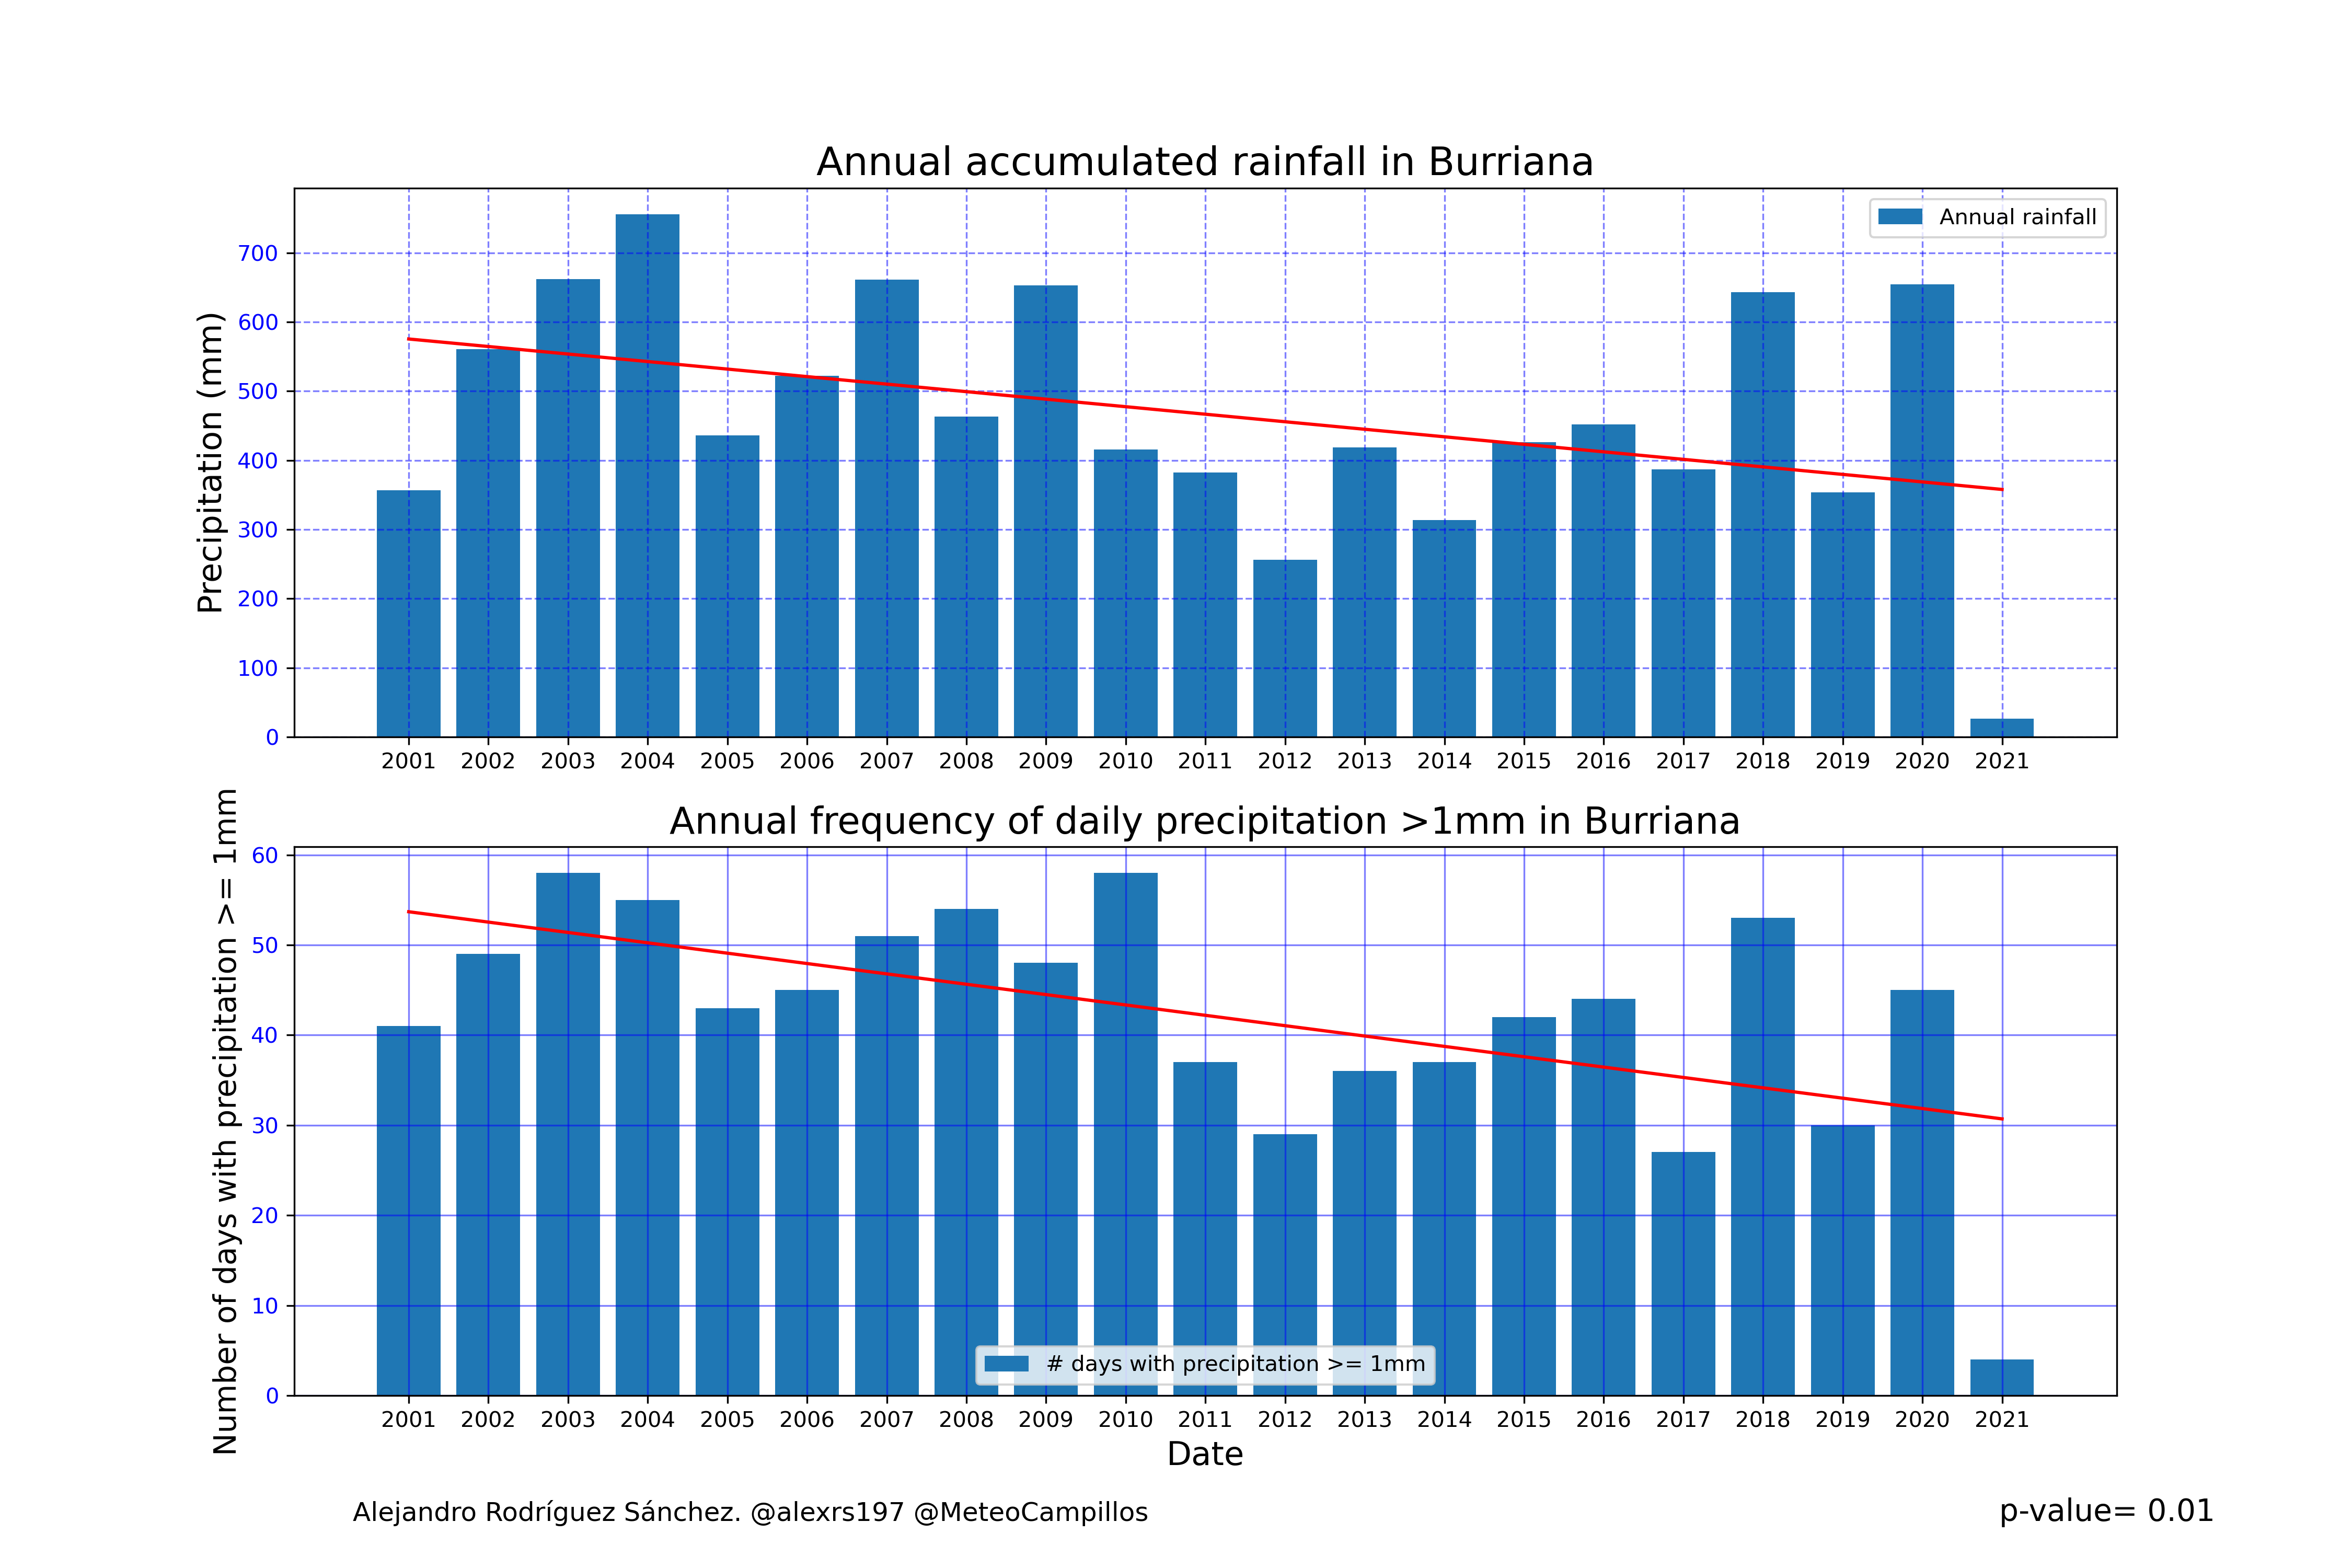 Annual accumulated rainfall in Burriana
Precipitation (mm)
700
600
500
400
300
200
100
0
Annual rainfall
2001 2002 2003 2004 2005 2006 2007 2008 2009 2010 2011 2012 2013 2014 2015 2016 2017 2018 2019 2020 2021
Annual frequency of daily precipitation >1mm in Burriana
Number of days with precipitation >= 1mm
60
50
40
30
20
10
0
# days with precipitation >= 1mm
2001 2002 2003 2004 2005 2006 2007 2008 2009 2010 2011 2012 2013 2014 2015 2016 2017 2018 2019 2020 2021
Date
Alejandro Rodríguez Sánchez. @alexrs197 @MeteoCampillos
p-value= 0.01